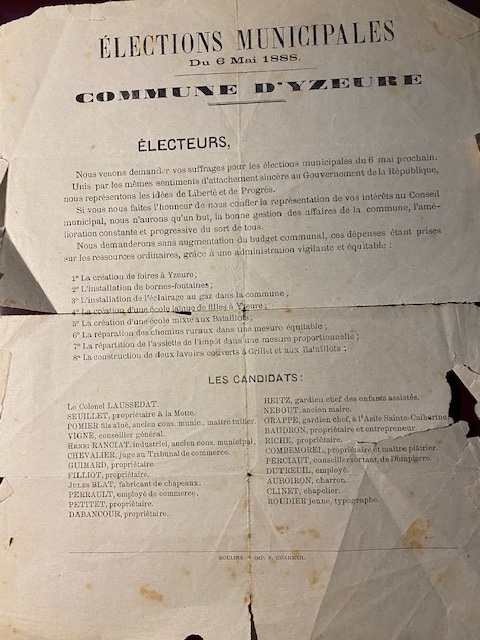 ÉLECTIONS MUNICIPALES
Du 6 Mai 1888.
COMMUNE D'YZEURE
ÉLECTEURS,
Nous venons demander vos suffrages pour les élections municipales du 6 mai prochain.
Unis par les mêmes sentiments d'attachement sincère au Gouvernement de la République,
nous représentons les idées de Liberté et de Progrès.
Si vous nous faites l'honneur de nous confier la représentation de vos intérêts au Conseil
municipal, nous n'aurons qu'un but, la bonne gestion des affaires de la commune, l'amé-
lioration constante et progressive du sort de tous.
Nous demanderons sans augmentation du budget communal, ces dépenses étant prises
sur les ressources ordinaires, grâce à une administration vigilante et équitable :
1° La création de foires à Yzeure ;
2° L'installation de bornes-fontaines ;
3° L'installation de l'éclairage au gaz dans la commune ;
4° La création d'une école laïque de filles à Yzeure ;
5° La création d'une école mixte aux Bataillots ;
6° La réparation des chemins ruraux dans une mesure équitable ;
7° La répartition de l'assiette de l'impôt dans une mesure proportionnelle ;
8° La construction de deux lavoirs couverts à Grillet et aux Bataillots ;
LES CANDIDATS :
Le Colonel LAUSSEDAT.
SEUILLET, propriétaire à la Motte.
POMIER fils aîné, ancien cons. munic., maître tuilier.
VIGNE, conseiller général.
HENRI RANCIAT, industriel, ancien cons. municipal.
CHEVALIER, juge au Tribunal de commerce.
GUIMARD, propriétaire.
FILLIOT, propriétaire.
JULES BLAT, fabricant de chapeaux.
PERRAULT, employé de commerce.
PETITET, propriétaire.
DABANCOUR, propriétaire.
HEITZ, gardien chef des enfants assistés.
NEBOUT, ancien maire.
GRAPPE, gardien chef, à l'Asile Sainte-Catherine
BAUDRON, propriétaire et entrepreneur.
RICHE, propriétaire.
COMBEMOREL, propriétaire et maître plâtrier.
PERCIAUT, conseiller sortant, de Dompierre.
DUTREUIL, employé.
AUBOIRON, charron.
CLINET, chapelier.
ROUDIER jeune, typographe.
MOULINS — IMP. F. CHARMEIL.